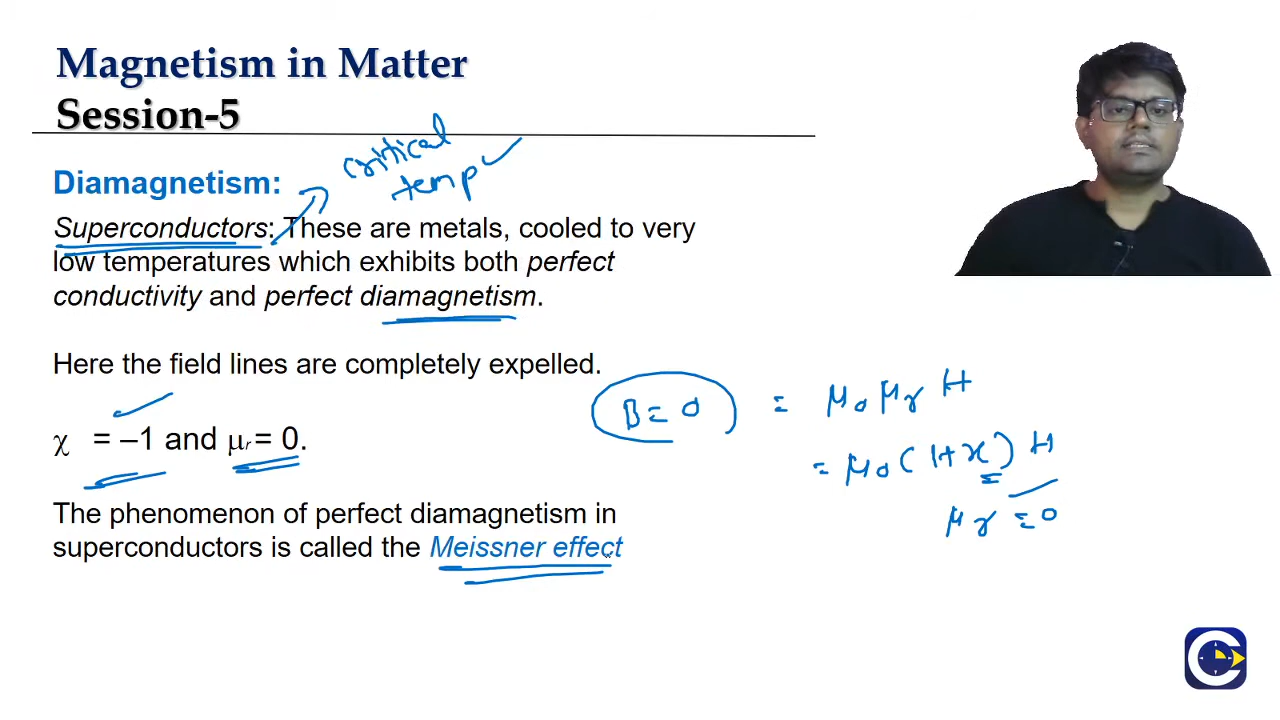 Magnetism in Matter
Session-5
critical
temp
Diamagnetism:
Superconductors: These are metals, cooled to very
low temperatures which exhibits both perfect
conductivity and perfect diamagnetism.
Here the field lines are completely expelled.
B = 0 = μ₀ μr H
= μ₀ (1+χ) H
χ = –1 and μr = 0.
μr = 0
The phenomenon of perfect diamagnetism in
superconductors is called the Meissner effect